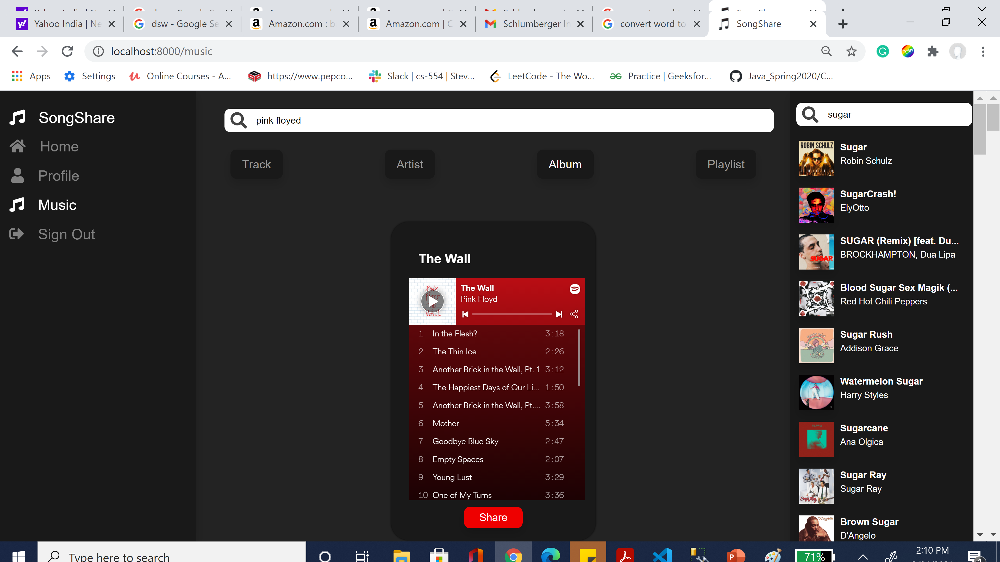 Yahoo India | Ne
dsw - Google Se
Amazon.com : b
Amazon.com | C
Schlumberger In
convert word to
SongShare
localhost:8000/music
Apps
Settings
Online Courses - A...
https://www.pepco...
Slack | cs-554 | Stev...
LeetCode - The Wo...
Practice | Geeksfor...
Java_Spring2020/C...
SongShare
Home
Profile
Music
Sign Out
pink floyed
Track
Artist
Album
Playlist
The Wall
PINK
FLOYD
THE
WALL
The Wall
Pink Floyd
1 In the Flesh? 3:18
2 The Thin Ice 2:26
3 Another Brick in the Wall, Pt. 1 3:12
4 The Happiest Days of Our Li... 1:50
5 Another Brick in the Wall, Pt.... 3:58
6 Mother 5:34
7 Goodbye Blue Sky 2:47
8 Empty Spaces 2:07
9 Young Lust 3:29
10 One of My Turns 3:36
Share
sugar
ROBIN SCHULZ
SUGAR
Sugar
Robin Schulz
SugarCrash!
ElyOtto
SUGAR
SUGAR (Remix) [feat. Du...
BROCKHAMPTON, Dua Lipa
Blood Sugar Sex Magik (...
Red Hot Chili Peppers
Sugar Rush
Addison Grace
Watermelon Sugar
Harry Styles
Sugarcane
Ana Olgica
Sugar Ray
Sugar Ray
Sugar Ray
D'Angelo
Brown Sugar
D'Angelo
Type here to search
71%
2:10 PM